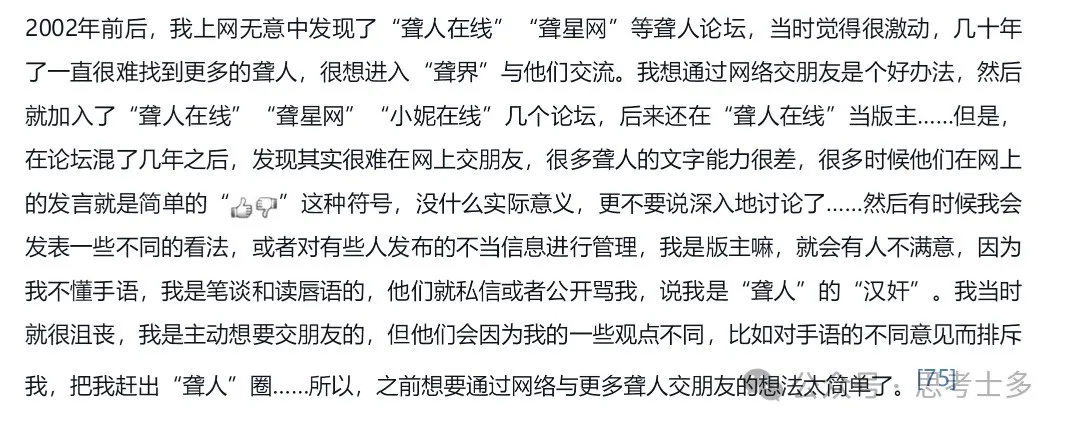 2002年前后，我上网无意中发现了“聋人在线”“聋星网”等聋人论坛，当时觉得很激动，几十年
了一直很难找到更多的聋人，很想进入“聋界”与他们交流。我想通过网络交朋友是个好办法，然后
就加入了“聋人在线”“聋星网”“小妮在线”几个论坛，后来还在“聋人在线”当版主……但是，
在论坛混了几年之后，发现其实很难在网上交朋友，很多聋人的文字能力很差，很多时候他们在网上
的发言就是简单的“👍👎”这种符号，没什么实际意义，更不要说深入地讨论了……然后有时候我会
发表一些不同的看法，或者对有些人发布的不当信息进行管理，我是版主嘛，就会有人不满意，因为
我不懂手语，我是笔谈和读唇语的，他们就私信或者公开骂我，说我是“聋人”的“汉奸”。我当时
就很沮丧，我是主动想要交朋友的，但他们会因为我的一些观点不同，比如对手语的不同意见而排斥
我，把我赶出“聋人”圈……所以，之前想要通过网络与更多聋人交朋友的想法太简单了。[75]
公众号·思考士多